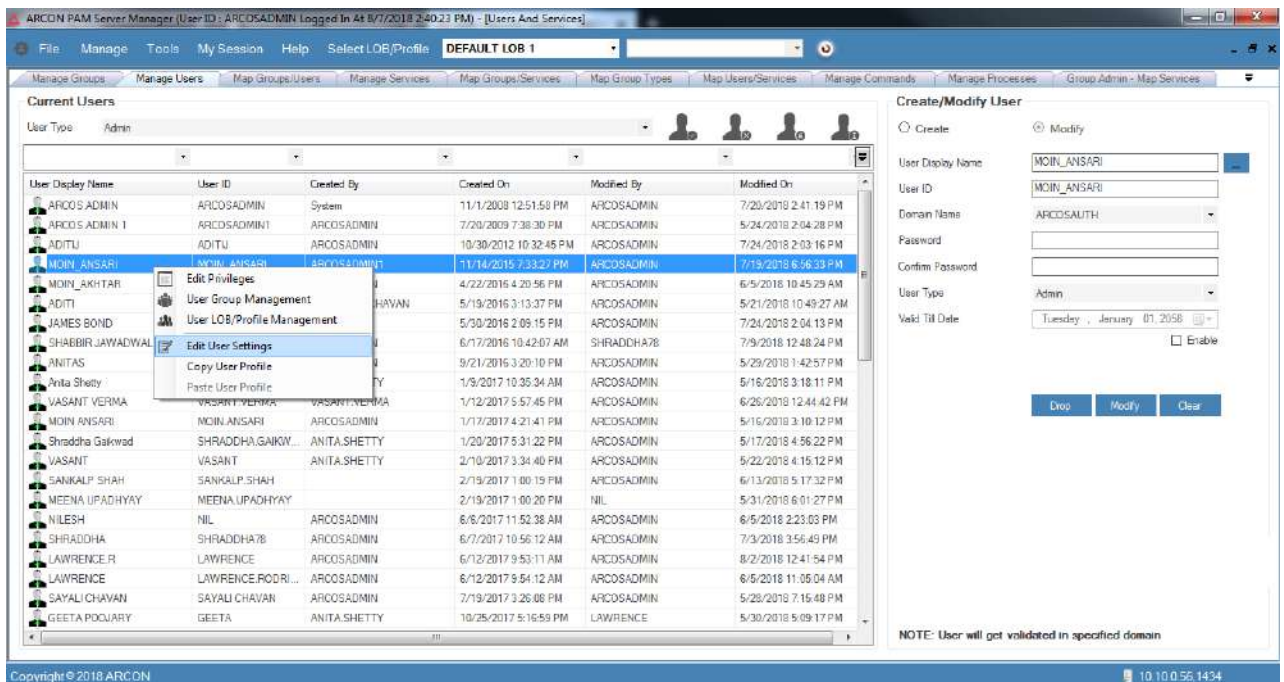 ARCON PAM Server Manager (User ID : ARCOSADMIN Logged In At 8/7/2018 2:40:23 PM) - [Users And Services]
File Manage Tools My Session Help Select LOB/Profile DEFAULT LOB 1
Manage Groups Manage Users Map Groups/Users Manage Services Map Groups/Services Map Group Types Map Users/Services Manage Commands Manage Processes Group Admin - Map Services
Current Users
User Type Admin
User Display Name User ID Created By Created On Modified By Modified On
ARCOS ADMIN ARCOSADMIN System 11/1/2008 12:51:58 PM ARCOSADMIN 7/20/2018 2:41:19 PM
ARCOS ADMIN 1 ARCOSADMIN1 ARCOSADMIN 7/20/2009 7:38:30 PM ARCOSADMIN 5/24/2018 2:04:28 PM
ADITIJ ADITIJ ARCOSADMIN 10/30/2012 10:32:45 PM ARCOSADMIN 7/24/2018 2:03:16 PM
MOIN_ANSARI MOIN_ANSARI ARCOSADMIN1 11/14/2015 7:33:27 PM ARCOSADMIN 7/19/2018 6:56:33 PM
MOIN_AKHTAR 4/22/2016 4:20:56 PM ARCOSADMIN 6/5/2018 10:45:29 AM
ADITI HAVAN 5/19/2016 3:13:37 PM ARCOSADMIN 5/21/2018 10:49:27 AM
JAMES BOND 5/30/2016 2:09:15 PM ARCOSADMIN 7/24/2018 2:04:13 PM
SHABBIR JAWADWAL 6/17/2016 10:42:07 AM SHRADDHA78 7/9/2018 12:48:24 PM
ANITAS 9/21/2016 3:20:10 PM ARCOSADMIN 5/29/2018 1:42:57 PM
Anita Shetty TY 1/9/2017 10:35:34 AM ARCOSADMIN 5/16/2018 3:18:11 PM
VASANT VERMA VASANT.VERMA VASANT.VERMA 1/12/2017 5:57:45 PM ARCOSADMIN 6/26/2018 12:44:42 PM
MOIN ANSARI MOIN.ANSARI ARCOSADMIN 1/17/2017 4:21:41 PM ARCOSADMIN 5/16/2018 3:10:12 PM
Shraddha Gaikwad SHRADDHA.GAIKW... ANITA.SHETTY 1/20/2017 5:31:22 PM ARCOSADMIN 5/17/2018 4:56:22 PM
VASANT VASANT ANITA.SHETTY 2/10/2017 3:34:40 PM ARCOSADMIN 5/22/2018 4:15:12 PM
SANKALP SHAH SANKALP.SHAH 2/19/2017 1:00:19 PM ARCOSADMIN 6/13/2018 5:17:32 PM
MEENA UPADHYAY MEENA.UPADHYAY 2/19/2017 1:00:20 PM NIL 5/31/2018 6:01:27 PM
NILESH NIL ARCOSADMIN 6/6/2017 11:52:38 AM ARCOSADMIN 6/5/2018 2:23:03 PM
SHRADDHA SHRADDHA78 ARCOSADMIN 6/7/2017 10:56:12 AM ARCOSADMIN 7/3/2018 3:56:49 PM
LAWRENCE.R LAWRENCE ARCOSADMIN 6/12/2017 9:53:11 AM ARCOSADMIN 8/2/2018 12:41:54 PM
LAWRENCE LAWRENCE.RODRI... ARCOSADMIN 6/12/2017 9:54:12 AM ARCOSADMIN 6/5/2018 11:05:04 AM
SAYALI CHAVAN SAYALI CHAVAN ARCOSADMIN 7/19/2017 3:26:08 PM ARCOSADMIN 5/28/2018 7:15:48 PM
GEETA POOJARY GEETA ANITA.SHETTY 10/25/2017 5:16:59 PM LAWRENCE 5/30/2018 5:09:17 PM
Edit Privileges
User Group Management
User LOB/Profile Management
Edit User Settings
Copy User Profile
Paste User Profile
Create/Modify User
Create Modify
User Display Name MOIN_ANSARI ...
User ID MOIN_ANSARI
Domain Name ARCOSAUTH
Password
Confirm Password
User Type Admin
Valid Till Date Tuesday , January 01, 2058
Enable
Drop Modify Clear
NOTE: User will get validated in specified domain
Copyright © 2018 ARCON 10.10.0.56,1434